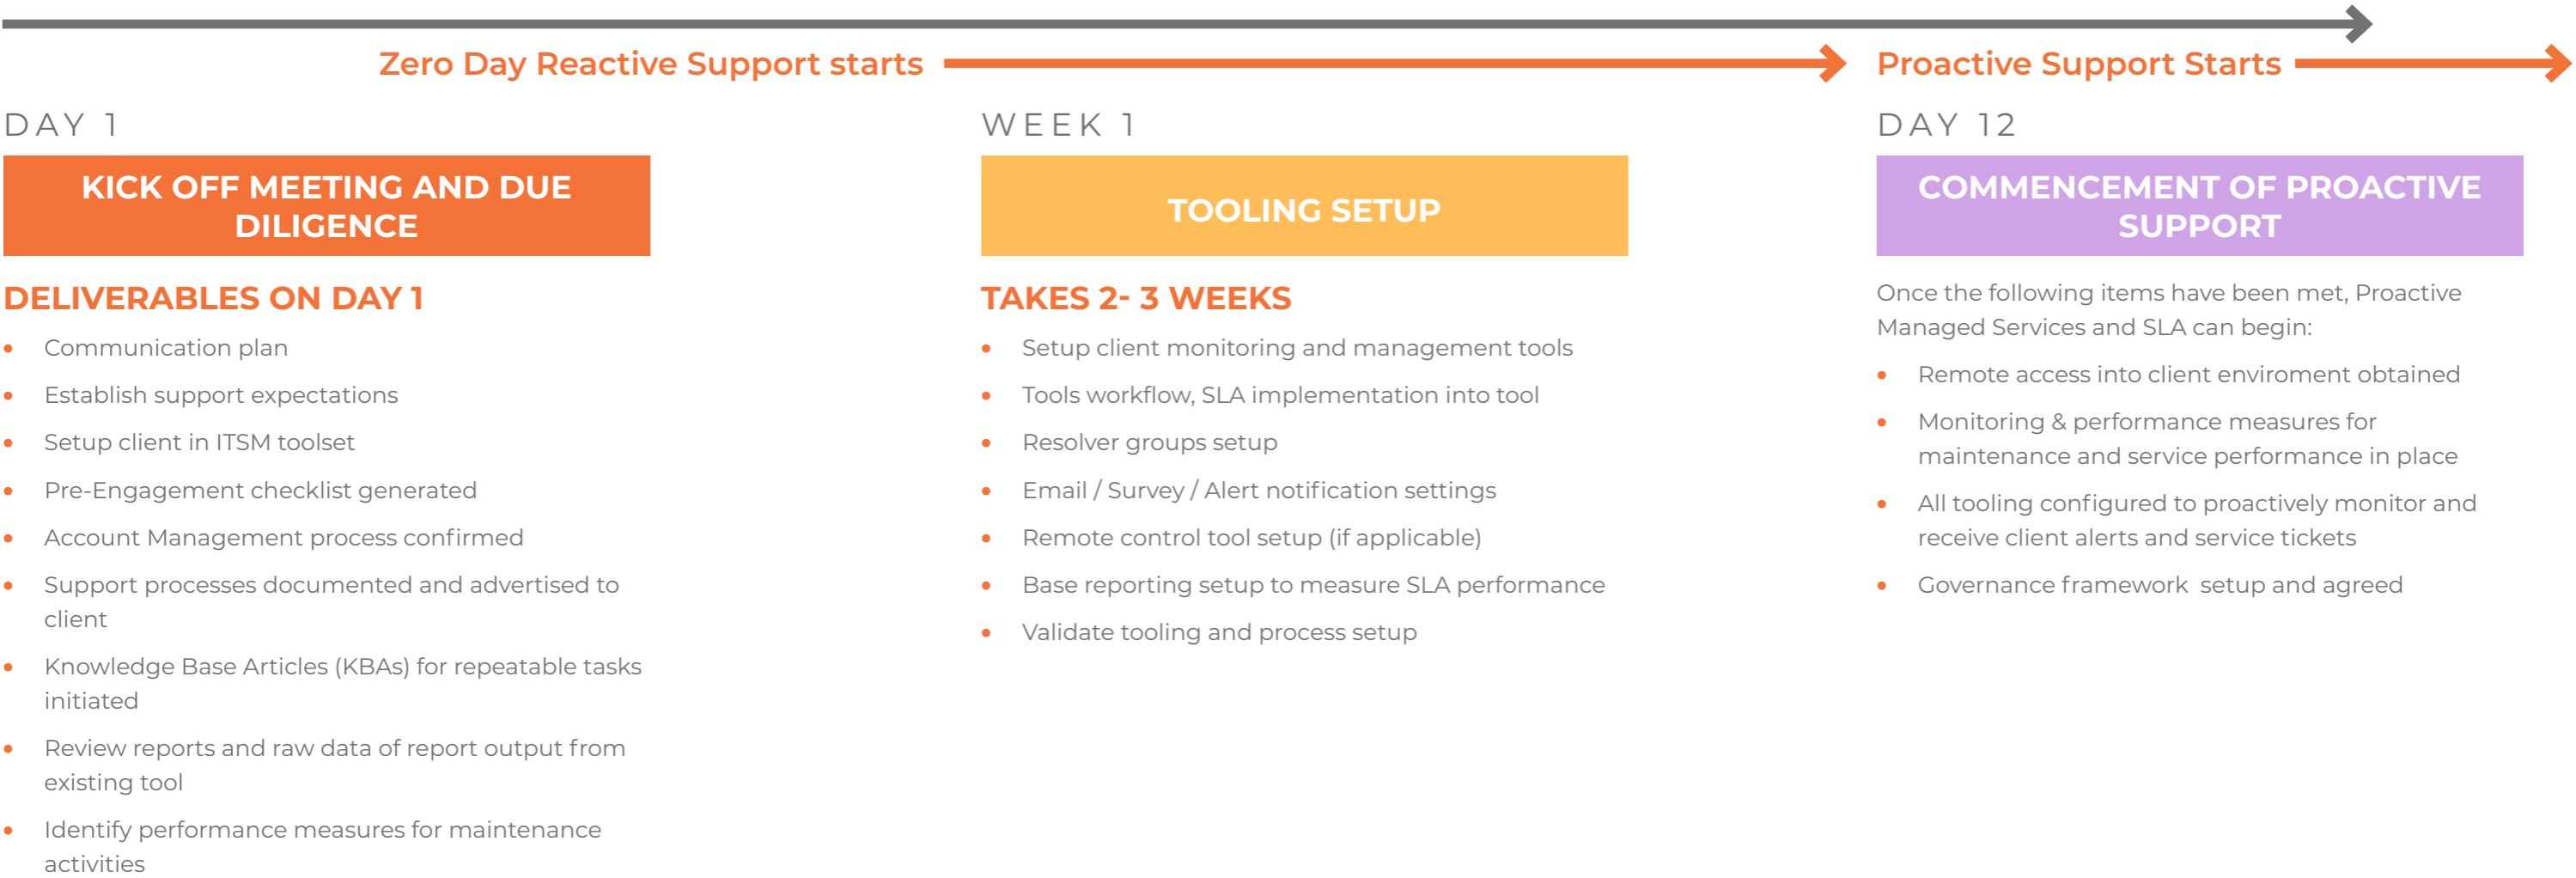 Zero Day Reactive Support starts
Proactive Support Starts
DAY 1
KICK OFF MEETING AND DUE
DILIGENCE
DELIVERABLES ON DAY 1
• Communication plan
• Establish support expectations
• Setup client in ITSM toolset
• Pre-Engagement checklist generated
• Account Management process confirmed
• Support processes documented and advertised to
client
• Knowledge Base Articles (KBAs) for repeatable tasks
initiated
• Review reports and raw data of report output from
existing tool
• Identify performance measures for maintenance
activities
WEEK 1
TOOLING SETUP
TAKES 2- 3 WEEKS
• Setup client monitoring and management tools
• Tools workflow, SLA implementation into tool
• Resolver groups setup
• Email / Survey / Alert notification settings
• Remote control tool setup (if applicable)
• Base reporting setup to measure SLA performance
• Validate tooling and process setup
DAY 12
COMMENCEMENT OF PROACTIVE
SUPPORT
Once the following items have been met, Proactive
Managed Services and SLA can begin:
• Remote access into client enviroment obtained
• Monitoring & performance measures for
maintenance and service performance in place
• All tooling configured to proactively monitor and
receive client alerts and service tickets
• Governance framework  setup and agreed